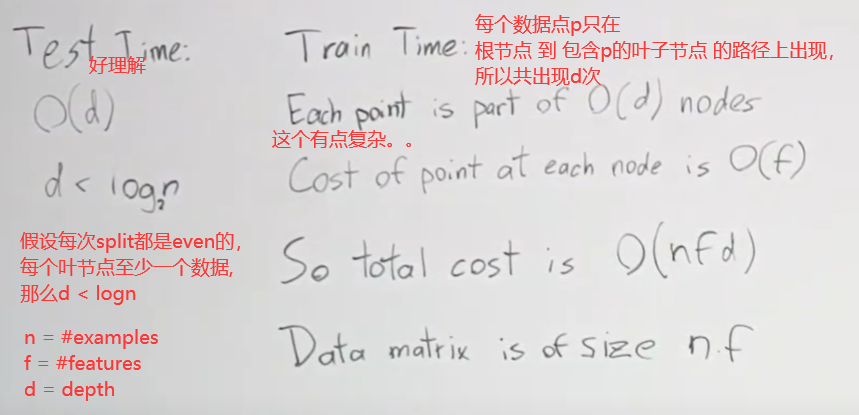 Test Time:
好理解
O(d)
d < log₂n
假设每次split都是even的，
每个叶节点至少一个数据，
那么d < logn
n = #examples
f = #features
d = depth
Train Time:
每个数据点p只在
根节点 到 包含p的叶子节点 的路径上出现，
所以共出现d次
Each point is part of O(d) nodes
这个有点复杂。。
Cost of point at each node is O(f)
So total cost is O(nfd)
Data matrix is of size n.f